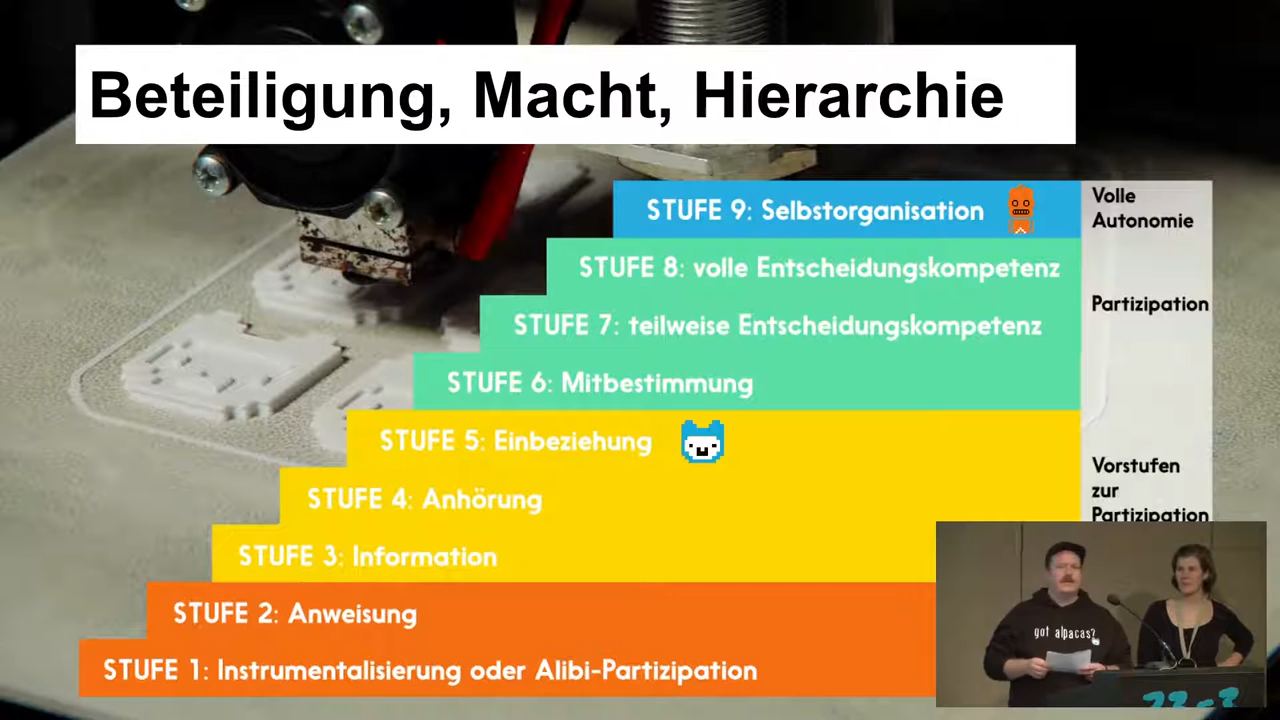 Beteiligung, Macht, Hierarchie
STUFE 9: Selbstorganisation
Volle
Autonomie
STUFE 8: volle Entscheidungskompetenz
Partizipation
STUFE 7: teilweise Entscheidungskompetenz
STUFE 6: Mitbestimmung
STUFE 5: Einbeziehung
Vorstufen
zur
Partizipation
STUFE 4: Anhörung
STUFE 3: Information
STUFE 2: Anweisung
STUFE 1: Instrumentalisierung oder Alibi-Partizipation
got alpacas?